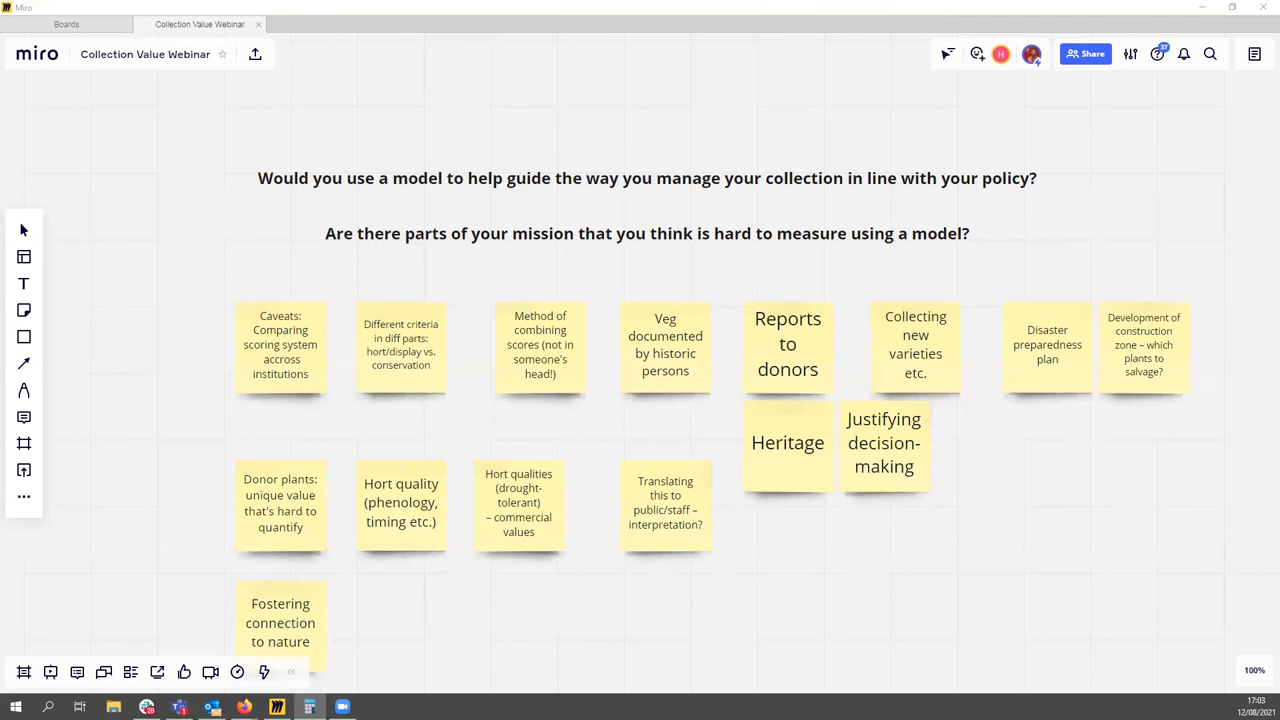 Miro
Boards
Collection Value Webinar
miro
Collection Value Webinar
H
Share
37
Would you use a model to help guide the way you manage your collection in line with your policy?
Are there parts of your mission that you think is hard to measure using a model?
Caveats:
Comparing
scoring system
accross
institutions
Different criteria
in diff parts:
hort/display vs.
conservation
Method of
combining
scores (not in
someone's
head!)
Veg
documented
by historic
persons
Reports
to
donors
Collecting
new
varieties
etc.
Disaster
preparedness
plan
Development of
construction
zone – which
plants to
salvage?
Heritage
Justifying
decision-
making
Donor plants:
unique value
that's hard to
quantify
Hort quality
(phenology,
timing etc.)
Hort qualities
(drought-
tolerant)
– commercial
values
Translating
this to
public/staff –
interpretation?
Fostering
connection
to nature
100%
17:03
12/08/2021